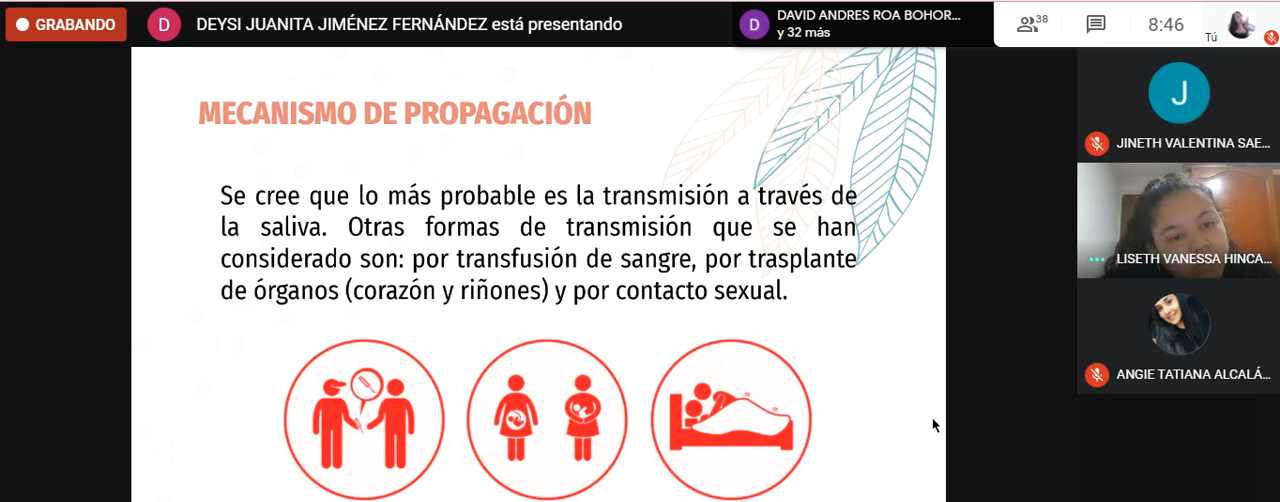 GRABANDO
D
DEYSI JUANITA JIMÉNEZ FERNÁNDEZ está presentando
D
DAVID ANDRES ROA BOHOR...
y 32 más
38
8:46
Tú
MECANISMO DE PROPAGACIÓN
Se cree que lo más probable es la transmisión a través de
la saliva. Otras formas de transmisión que se han
considerado son: por transfusión de sangre, por trasplante
de órganos (corazón y riñones) y por contacto sexual.
J
JINETH VALENTINA SAE...
LISETH VANESSA HINCA...
ANGIE TATIANA ALCALÁ...